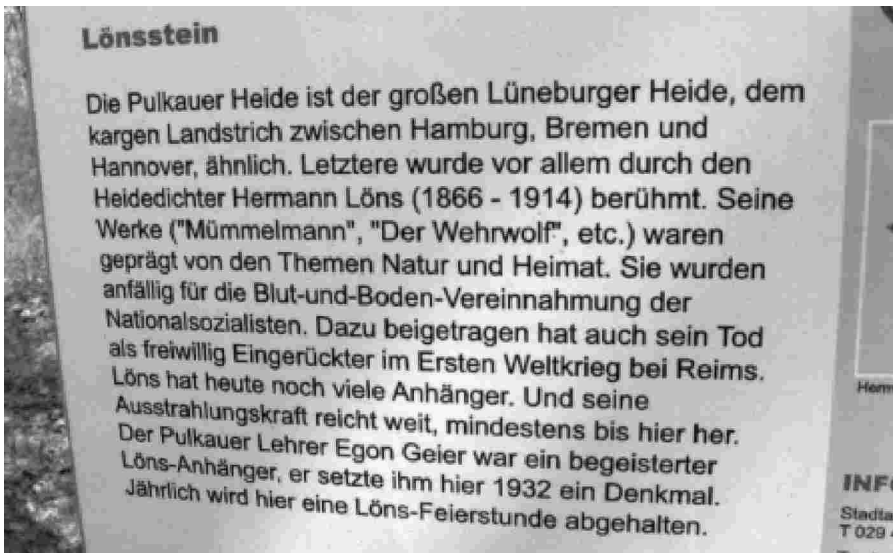 Lönsstein
Die Pulkauer Heide ist der großen Lüneburger Heide, dem
kargen Landstrich zwischen Hamburg, Bremen und
Hannover, ähnlich. Letztere wurde vor allem durch den
Heidedichter Hermann Löns (1866 - 1914) berühmt. Seine
Werke ("Mümmelmann", "Der Wehrwolf", etc.) waren
geprägt von den Themen Natur und Heimat. Sie wurden
anfällig für die Blut-und-Boden-Vereinnahmung der
Nationalsozialisten. Dazu beigetragen hat auch sein Tod
als freiwillig Eingerückter im Ersten Weltkrieg bei Reims.
Löns hat heute noch viele Anhänger. Und seine
Ausstrahlungskraft reicht weit, mindestens bis hier her.
Der Pulkauer Lehrer Egon Geier war ein begeisterter
Löns-Anhänger, er setzte ihm hier 1932 ein Denkmal.
Jährlich wird hier eine Löns-Feierstunde abgehalten.
T 029